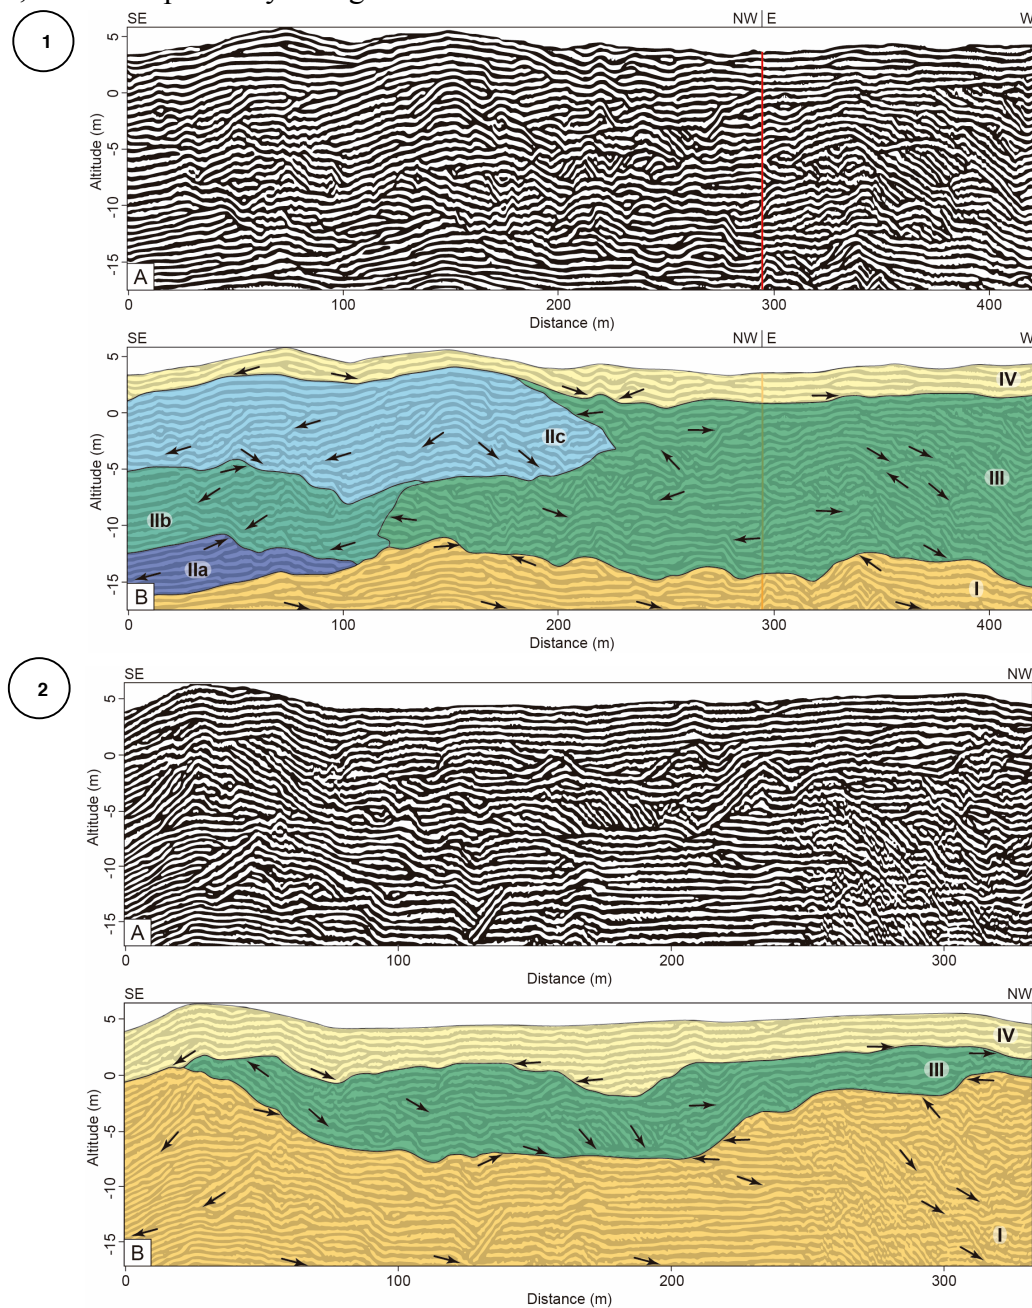 1
SE NW E W
Altitude (m)
5
0
-5
-10
-15
A
0 100 200 300 400
Distance (m)
SE NW E W
Altitude (m)
5
0
-5
-10
-15
IV
IIc
III
IIb
IIa
I
B
0 100 200 300 400
Distance (m)
2
SE NW
Altitude (m)
5
0
-5
-10
-15
A
0 100 200 300
Distance (m)
SE NW
Altitude (m)
5
0
-5
-10
-15
IV
III
I
B
0 100 200 300
Distance (m)